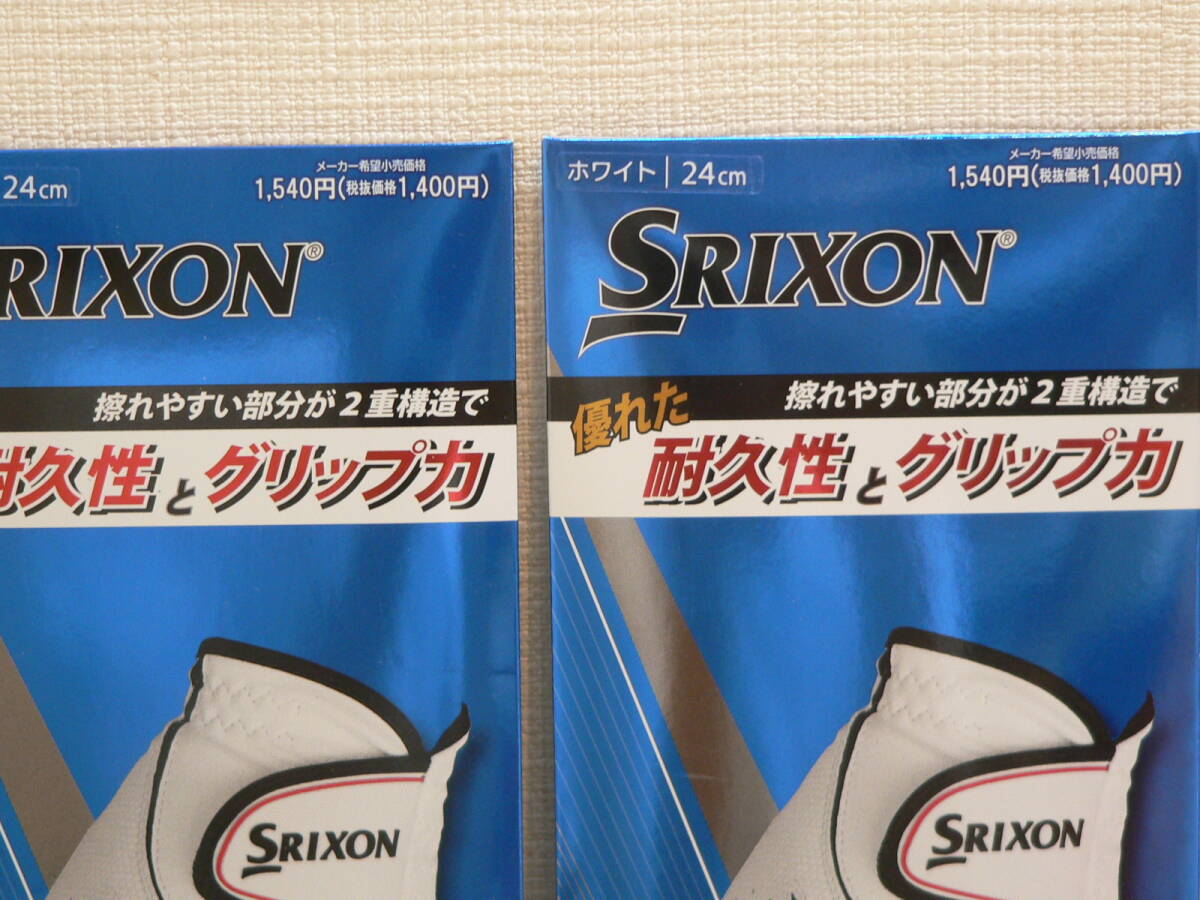 24cm
メーカー希望小売価格
1,540円(税抜価格1,400円)
RIXON®
擦れやすい部分が2重構造で
耐久性とグリップ力
SRIXON
ホワイト | 24cm
メーカー希望小売価格
1,540円(税抜価格1,400円)
SRIXON®
擦れやすい部分が2重構造で
優れた
耐久性とグリップ力
SRIXON